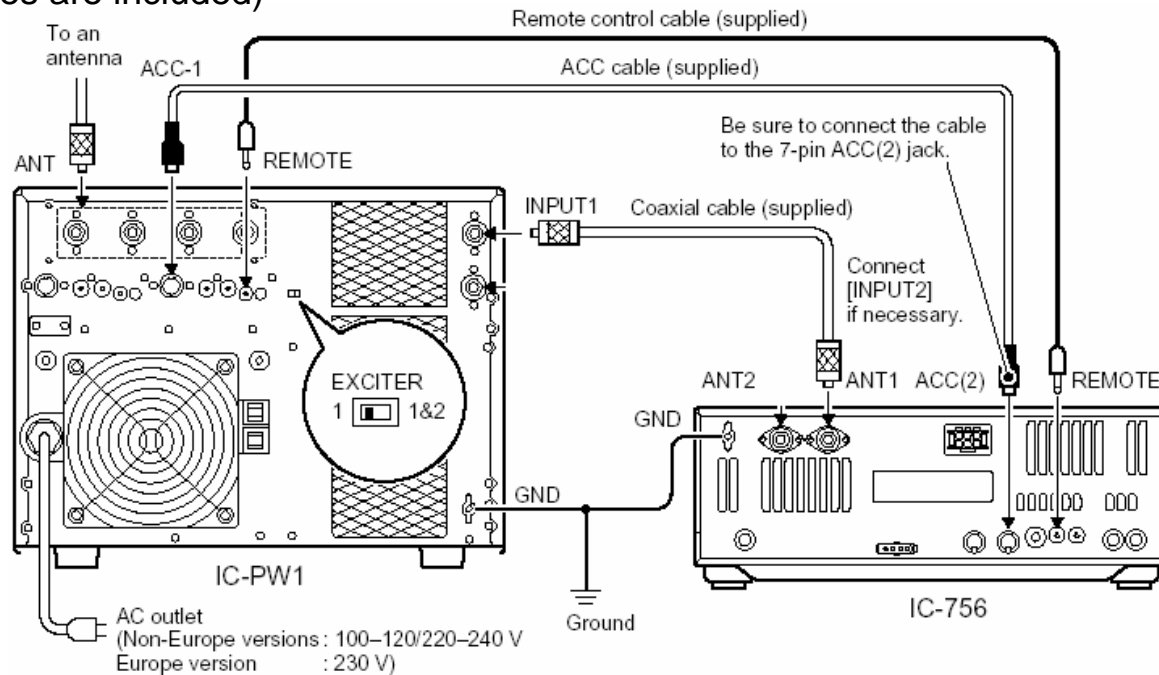 es are included)
Remote control cable (supplied)
To an
antenna
ACC-1
ACC cable (supplied)
Be sure to connect the cable
to the 7-pin ACC(2) jack.
ANT
REMOTE
INPUT1
Coaxial cable (supplied)
Connect
[INPUT2]
if necessary.
EXCITER
1 1&2
ANT2
ANT1
ACC(2)
REMOTE
GND
GND
IC-PW1
Ground
IC-756
AC outlet
(Non-Europe versions : 100–120/220–240 V
Europe version : 230 V)